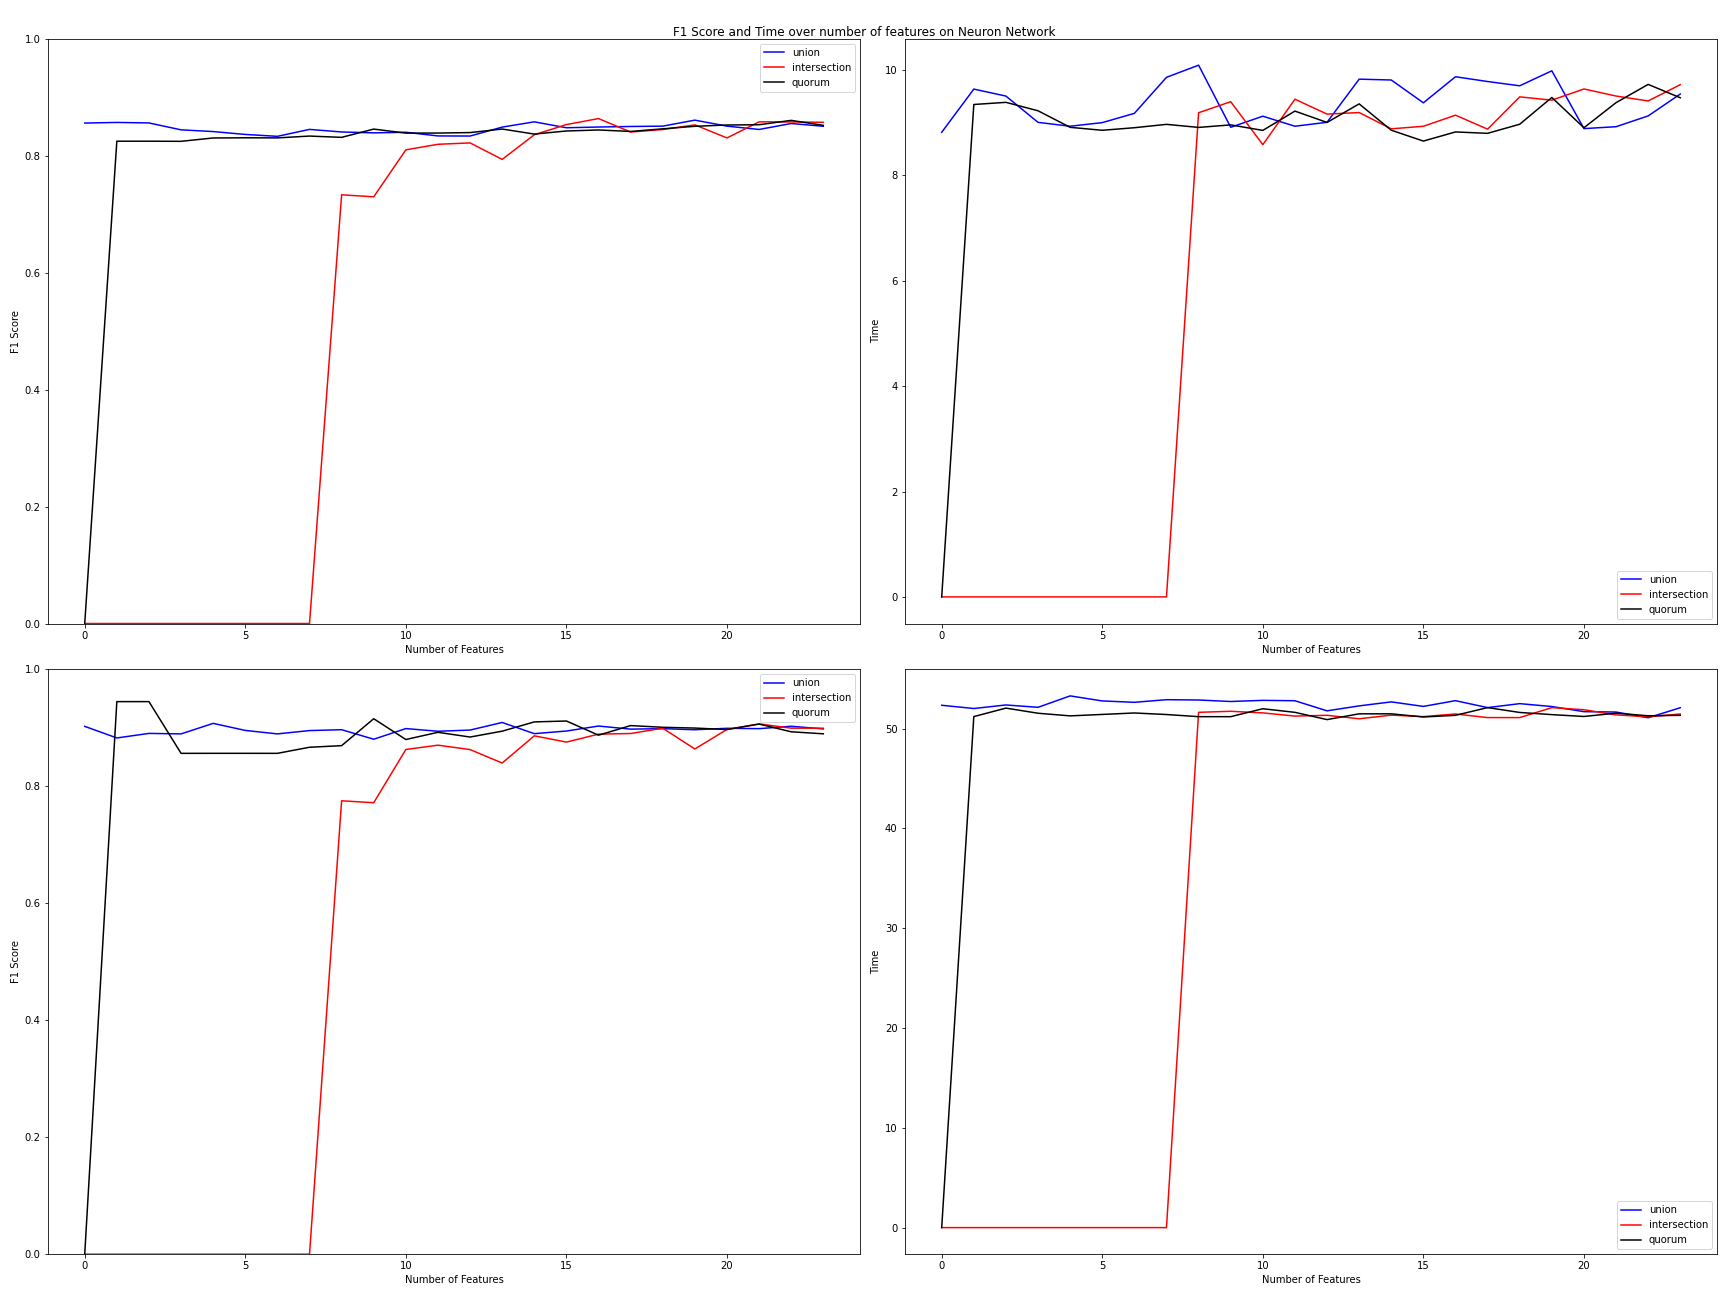 F1 Score and Time over number of features on Neuron Network
1.0
0.8
0.6
0.4
0.2
0.0
F1 Score
0 5 10 15 20
Number of Features
union
intersection
quorum
10
8
6
4
2
0
Time
0 5 10 15 20
Number of Features
union
intersection
quorum
1.0
0.8
0.6
0.4
0.2
0.0
F1 Score
0 5 10 15 20
Number of Features
union
intersection
quorum
50
40
30
20
10
0
Time
0 5 10 15 20
Number of Features
union
intersection
quorum